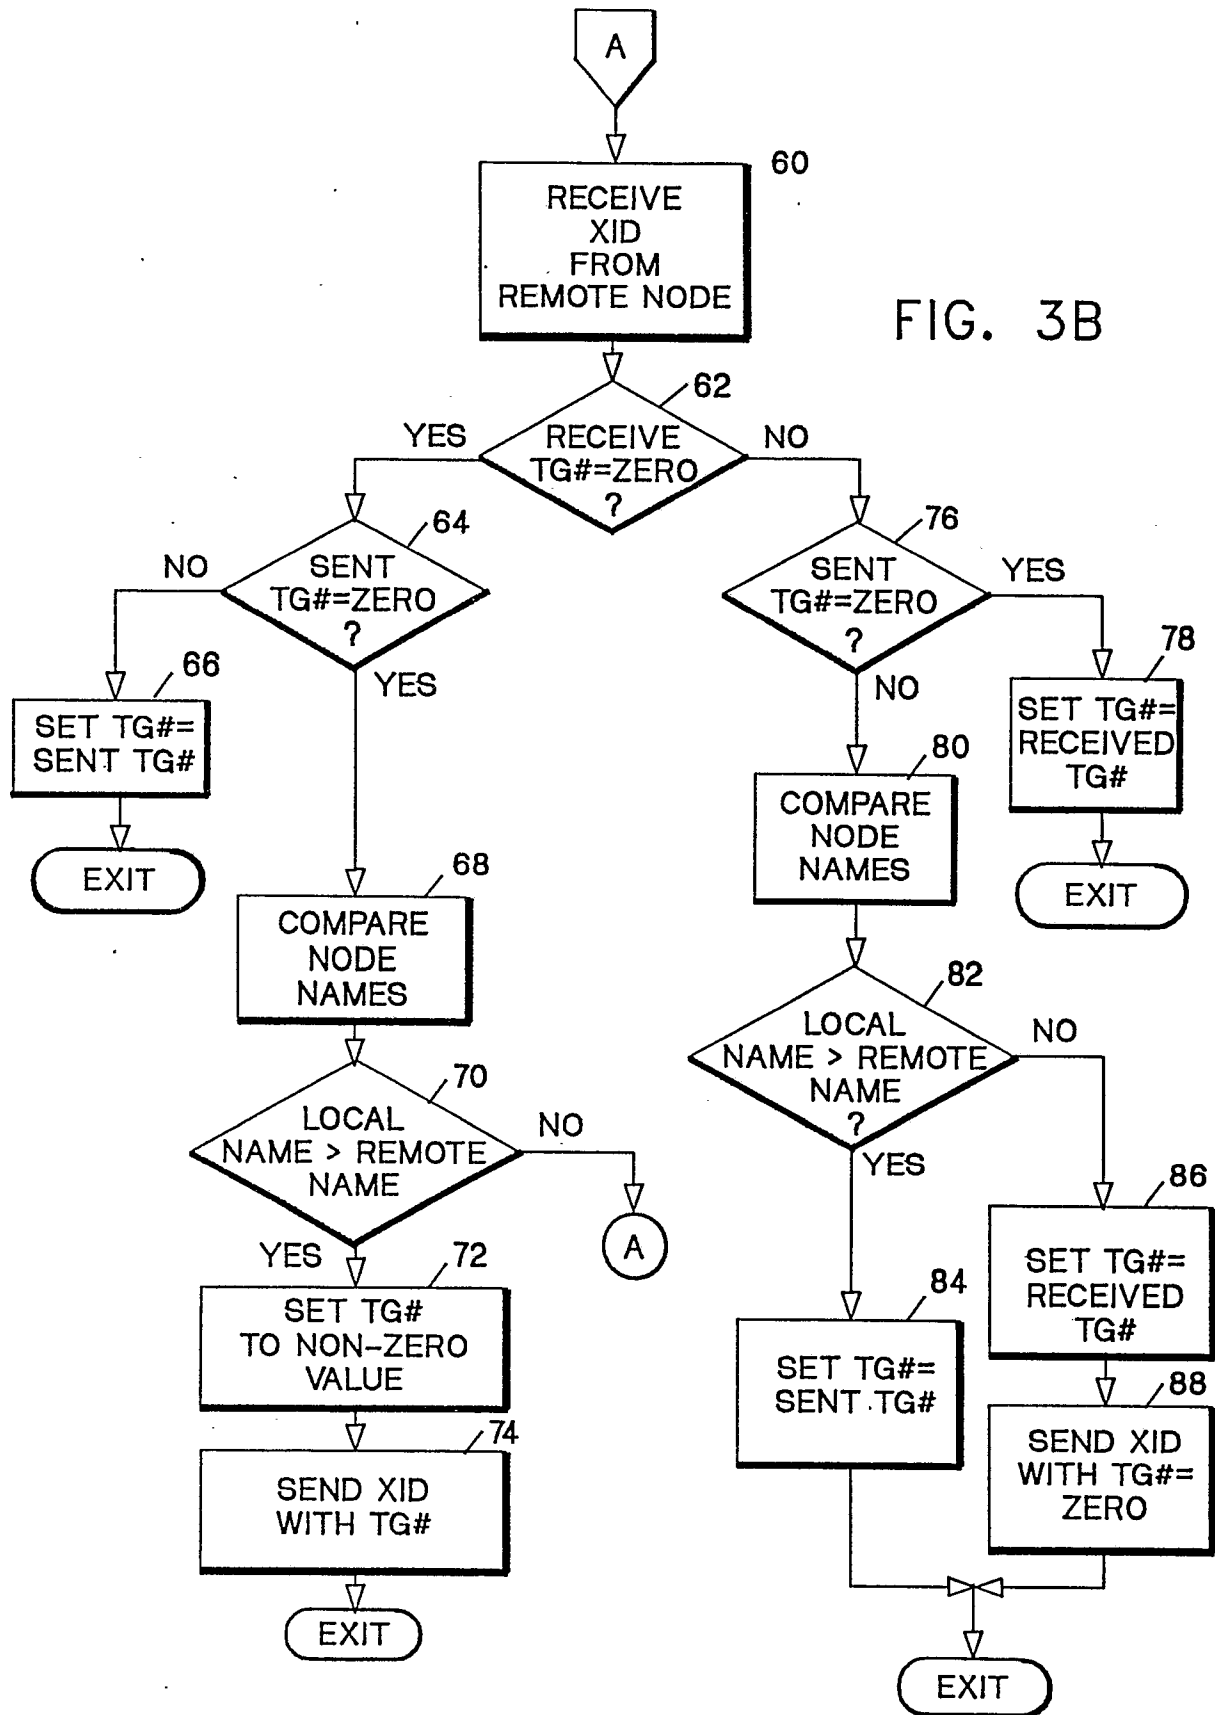 A
60
RECEIVE
XID
FROM
REMOTE NODE
FIG. 3B
62
YES
RECEIVE
TG#=ZERO
?
NO
64
NO
SENT
TG#=ZERO
?
YES
76
SENT
TG#=ZERO
?
YES
NO
66
SET TG#=
SENT TG#
EXIT
78
SET TG#=
RECEIVED
TG#
EXIT
80
COMPARE
NODE
NAMES
68
COMPARE
NODE
NAMES
82
LOCAL
NAME > REMOTE
NAME
?
NO
YES
70
LOCAL
NAME > REMOTE
NAME
NO
A
YES
72
SET TG#
TO NON-ZERO
VALUE
74
SEND XID
WITH TG#
EXIT
84
SET TG#=
SENT TG#
86
SET TG#=
RECEIVED
TG#
88
SEND XID
WITH TG#=
ZERO
EXIT